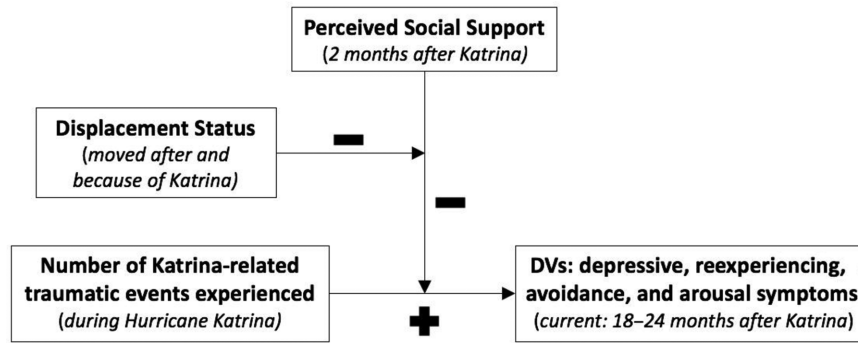 Perceived Social Support
(2 months after Katrina)
Displacement Status
(moved after and
because of Katrina)
Number of Katrina-related
traumatic events experienced
(during Hurricane Katrina)
DVs: depressive, reexperiencing,
avoidance, and arousal symptoms
(current: 18–24 months after Katrina)